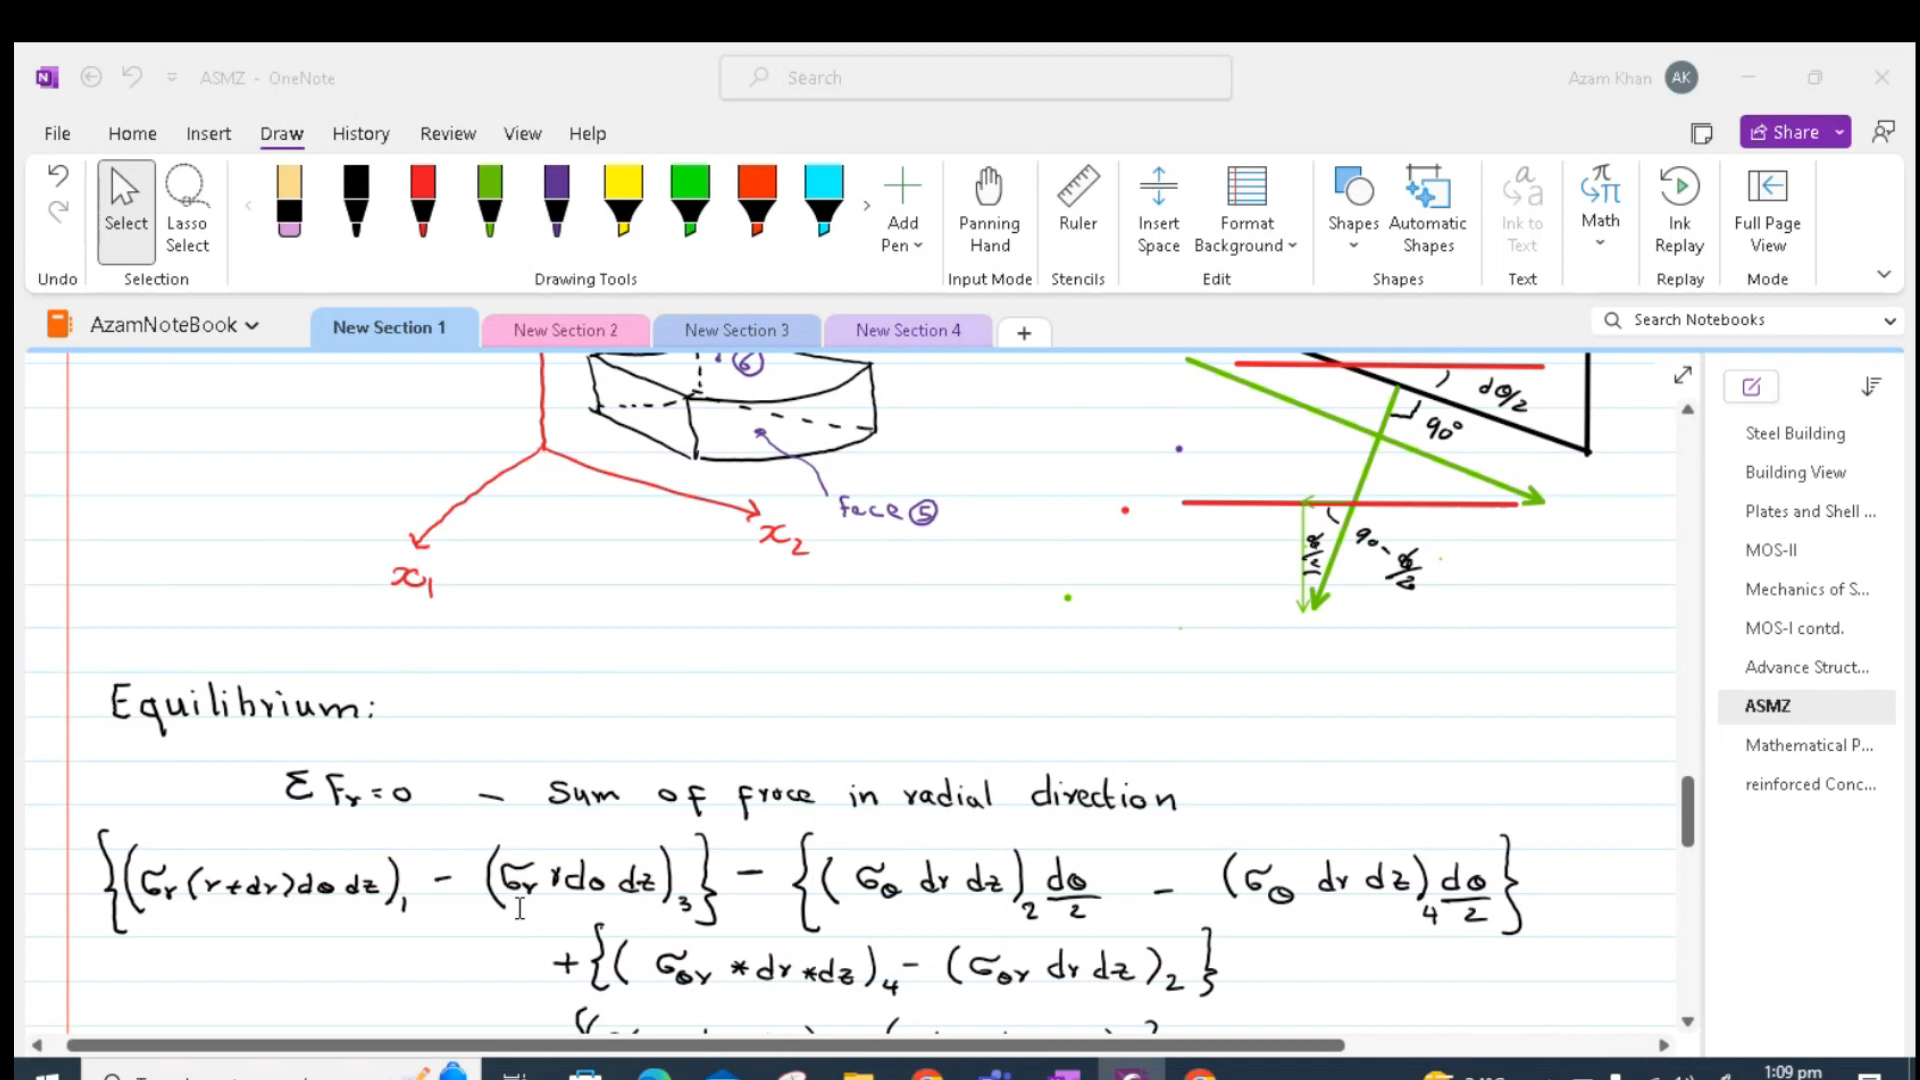 ASMZ - OneNote
Search
Azam Khan
AK
File Home Insert Draw History Review View Help
Share
Undo
Select
Lasso Select
Selection
Drawing Tools
Add Pen
Panning Hand
Input Mode
Ruler
Stencils
Insert Space
Format Background
Edit
Shapes
Automatic Shapes
Shapes
Ink to Text
Text
Math
Ink Replay
Replay
Full Page View
Mode
AzamNoteBook
New Section 1
New Section 2
New Section 3
New Section 4
+
Search Notebooks
⑥
face ⑤
x₁
x₂
dθ/2
90°
90 - dθ/2
Equilibrium:
Σ Fr = 0 – Sum of froce in radial direction
{(σr (r+dr) dθ dz)₁ - (σr r dθ dz)₃} - {(σθ dr dz)₂ dθ/2 - (σθ dr dz)₄ dθ/2}
+ {(σθr * dr * dz)₄ - (σθr dr dz)₂}
Steel Building
Building View
Plates and Shell ...
MOS-II
Mechanics of S...
MOS-I contd.
Advance Struct...
ASMZ
Mathematical P...
reinforced Conc...
1:09 pm